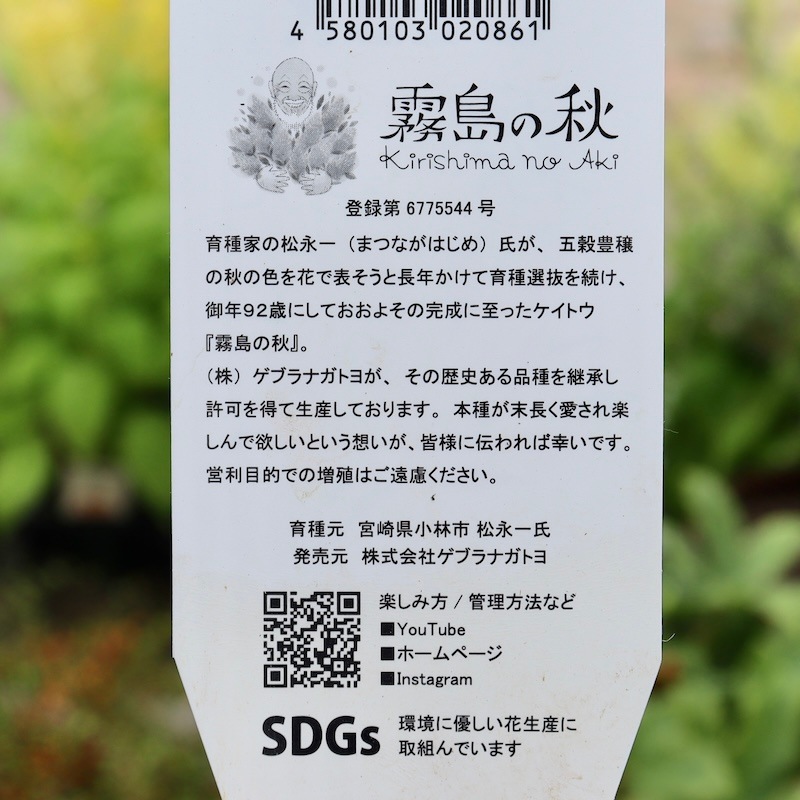 4 580103 020861
霧島の秋
Kirishima no Aki
登録第 6775544 号
育種家の松永一（まつながはじめ）氏が、五穀豊穣
の秋の色を花で表そうと長年かけて育種選抜を続け、
御年92歳にしておおよその完成に至ったケイトウ
『霧島の秋』。
（株）ゲブラナガトヨが、その歴史ある品種を継承し
許可を得て生産しております。本種が末長く愛され楽
しんで欲しいという想いが、皆様に伝われば幸いです。
営利目的での増殖はご遠慮ください。
育種元 宮崎県小林市 松永一氏
発売元 株式会社ゲブラナガトヨ
楽しみ方 / 管理方法など
■YouTube
■ホームページ
■Instagram
SDGs 環境に優しい花生産に
取組んでいます